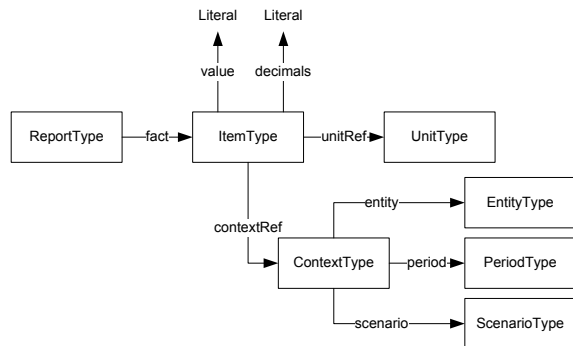 Literal
Literal
value
decimals
ReportType
fact
ItemType
unitRef
UnitType
contextRef
entity
EntityType
ContextType
period
PeriodType
scenario
ScenarioType